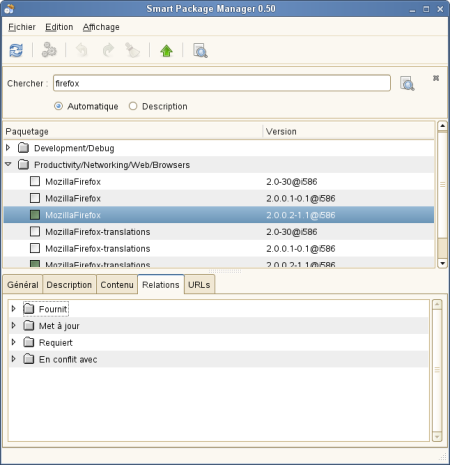 Smart Package Manager 0.50
Fichier Edition Affichage
Chercher : firefox
Automatique Description
Paquetage Version
Development/Debug
Productivity/Networking/Web/Browsers
MozillaFirefox 2.0-30@i586
MozillaFirefox 2.0.0.1-0.1@i586
MozillaFirefox 2.0.0.2-1.1@i586
MozillaFirefox-translations 2.0-30@i586
MozillaFirefox-translations 2.0.0.1-0.1@i586
MozillaFirefox-translations 2.0.0.2-1.1@i586
Général Description Contenu Relations URLs
Fournit
Met à jour
Requiert
En conflit avec